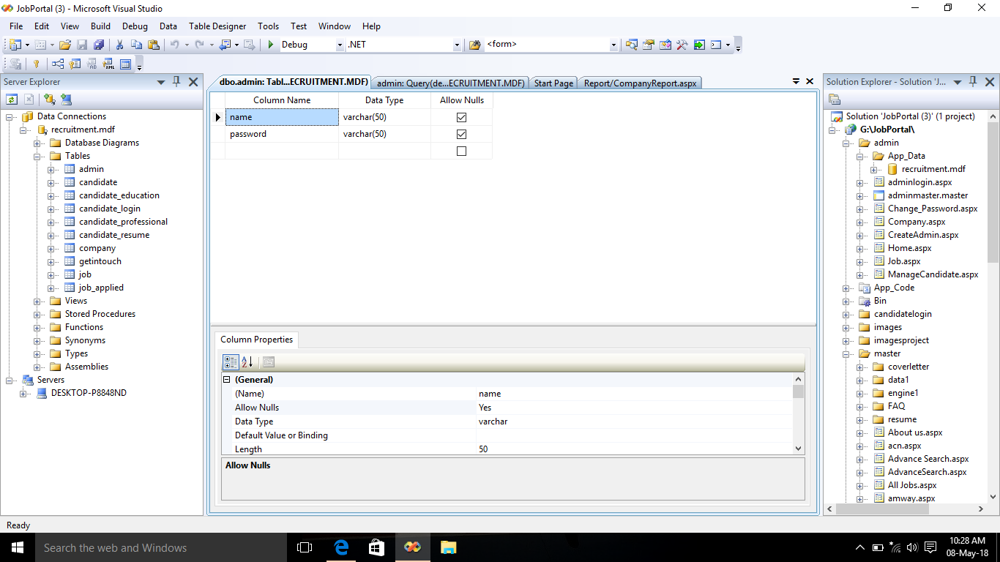 JobPortal (3) - Microsoft Visual Studio
File Edit View Build Debug Data Table Designer Tools Test Window Help
Debug .NET <form>
Server Explorer
Data Connections
recruitment.mdf
Database Diagrams
Tables
admin
candidate
candidate_education
candidate_login
candidate_professional
candidate_resume
company
getintouch
job
job_applied
Views
Stored Procedures
Functions
Synonyms
Types
Assemblies
Servers
DESKTOP-P8848ND
dbo.admin: Tabl...ECRUITMENT.MDF) admin: Query(de...ECRUITMENT.MDF) Start Page Report/CompanyReport.aspx
Column Name Data Type Allow Nulls
name varchar(50)
password varchar(50)
Column Properties
(General)
(Name) name
Allow Nulls Yes
Data Type varchar
Default Value or Binding
Length 50
Allow Nulls
Solution Explorer - Solution 'J...
Solution 'JobPortal (3)' (1 project)
G:\JobPortal\
admin
App_Data
recruitment.mdf
adminlogin.aspx
adminmaster.master
Change_Password.aspx
Company.aspx
CreateAdmin.aspx
Home.aspx
Job.aspx
ManageCandidate.aspx
App_Code
Bin
candidatelogin
images
imagesproject
master
coverletter
data1
engine1
FAQ
resume
About us.aspx
acn.aspx
Advance Search.aspx
AdvanceSearch.aspx
All Jobs.aspx
amway.aspx
Ready
Search the web and Windows
10:28 AM
08-May-18